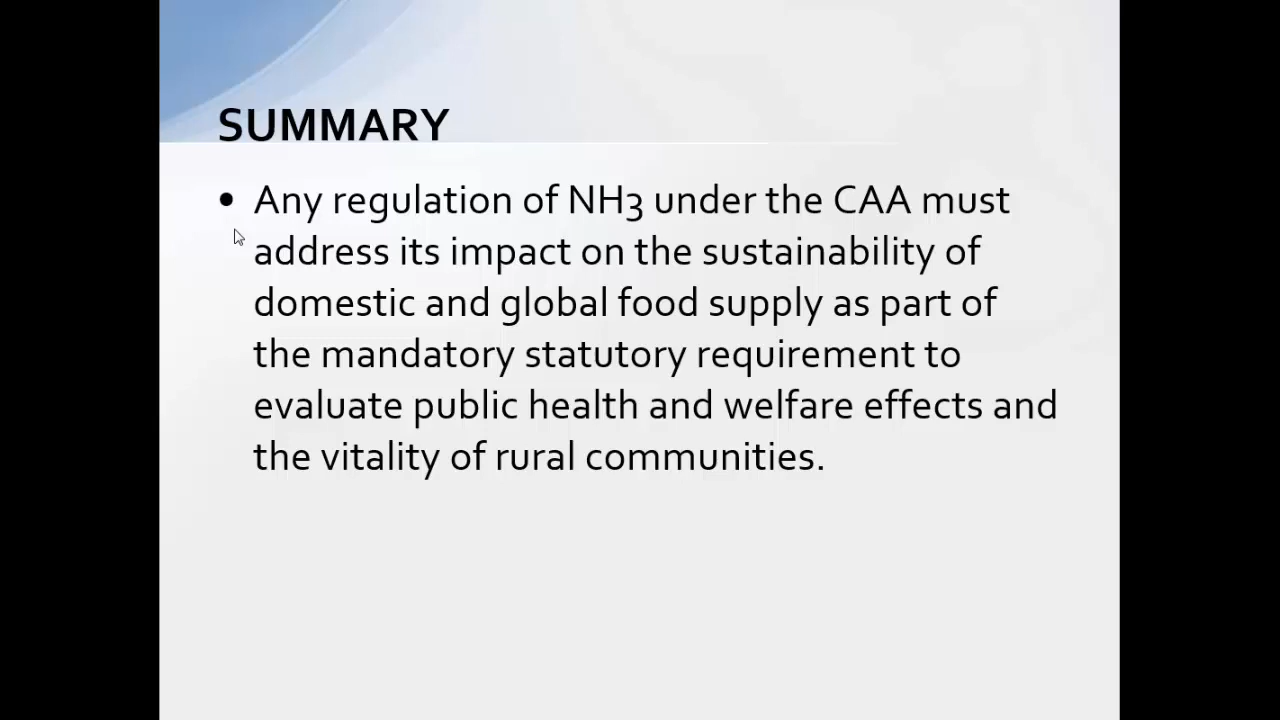 SUMMARY
• Any regulation of NH3 under the CAA must
address its impact on the sustainability of
domestic and global food supply as part of
the mandatory statutory requirement to
evaluate public health and welfare effects and
the vitality of rural communities.